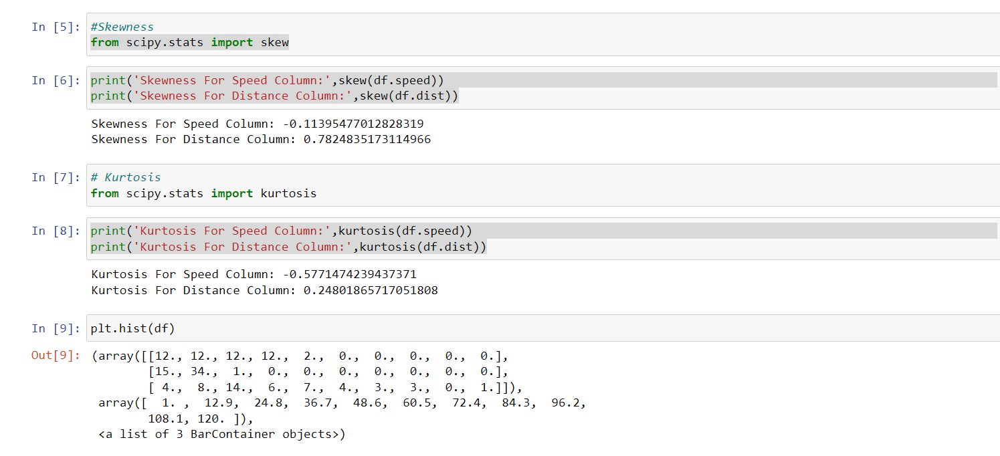 In [5]: #Skewness
from scipy.stats import skew
In [6]: print('Skewness For Speed Column:',skew(df.speed))
print('Skewness For Distance Column:',skew(df.dist))
Skewness For Speed Column: -0.11395477012828319
Skewness For Distance Column: 0.7824835173114966
In [7]: # Kurtosis
from scipy.stats import kurtosis
In [8]: print('Kurtosis For Speed Column:',kurtosis(df.speed))
print('Kurtosis For Distance Column:',kurtosis(df.dist))
Kurtosis For Speed Column: -0.5771474239437371
Kurtosis For Distance Column: 0.24801865717051808
In [9]: plt.hist(df)
Out[9]: (array([[12., 12., 12., 12., 2., 0., 0., 0., 0., 0.],
[15., 34., 1., 0., 0., 0., 0., 0., 0., 0.],
[ 4., 8., 14., 6., 7., 4., 3., 3., 0., 1.]]),
array([ 1. , 12.9, 24.8, 36.7, 48.6, 60.5, 72.4, 84.3, 96.2,
108.1, 120. ]),
<a list of 3 BarContainer objects>)